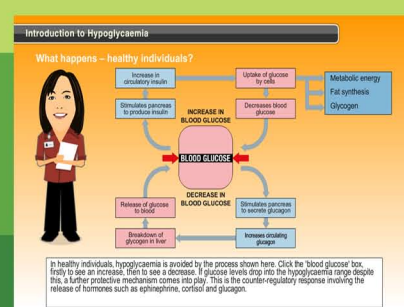 Introduction to Hypoglycaemia
What happens – healthy individuals?
Increase in
circulatory insulin
Uptake of glucose
by cells
Metabolic energy
Fat synthesis
Glycogen
Stimulates pancreas
to produce insulin
INCREASE IN
BLOOD GLUCOSE
Decreases blood
glucose
BLOOD GLUCOSE
DECREASE IN
BLOOD GLUCOSE
Release of glucose
to blood
Stimulates pancreas
to secrete glucagon
Breakdown of
glycogen in liver
Increases circulating
glucagon
In healthy individuals, hypoglycaemia is avoided by the process shown here. Click the 'blood glucose' box,
firstly to see an increase, then to see a decrease. If glucose levels drop into the hypoglycaemia range despite
this, a further protective mechanism comes into play. This is the counter-regulatory response involving the
release of hormones such as ephinephrine, cortisol and glucagon.